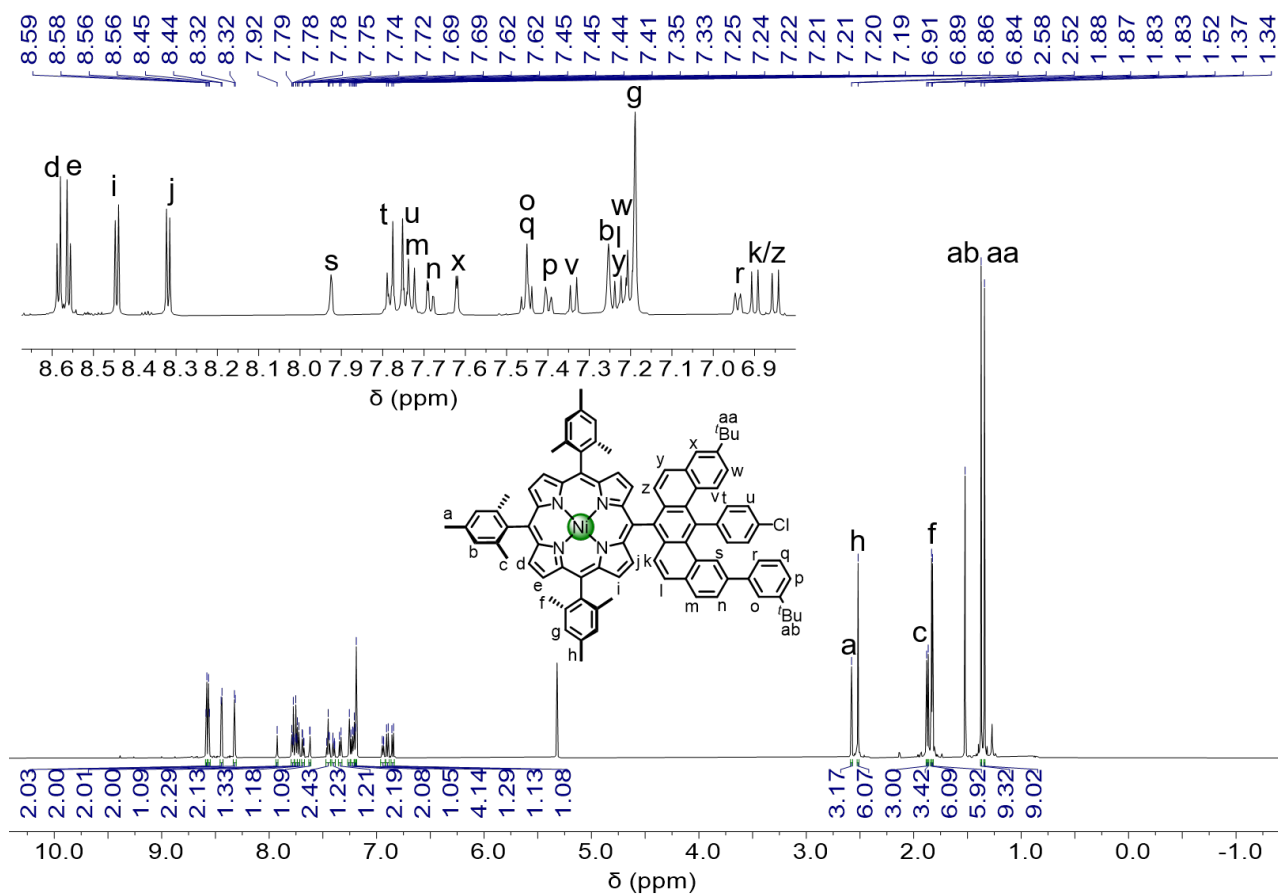 8.59 8.58 8.56 8.56 8.45 8.44 8.32 8.32 7.92 7.79 7.78 7.78 7.75 7.74 7.72 7.69 7.69 7.62 7.62 7.45 7.45 7.44 7.41 7.35 7.33 7.25 7.24 7.22 7.21 7.21 7.20 7.19 6.91 6.89 6.86 6.84 2.58 2.52 1.88 1.87 1.83 1.83 1.52 1.37 1.34
g
d e i j s t u m n x o q p v b w l y r k/z
8.6 8.5 8.4 8.3 8.2 8.1 8.0 7.9 7.8 7.7 7.6 7.5 7.4 7.3 7.2 7.1 7.0 6.9
δ (ppm)
ab aa
aa
tBu
x
y
w
z
v t u
Cl
N N
Ni
N N
a
b
c
d
e
f
g
h
i
j
k
l
m
n
s
r
q
p
o
tBu
ab
h
f
a
c
2.03 2.00 2.01 2.00 1.09 2.29 2.13 1.33 1.18 1.09 2.43 1.23 1.21 2.19 2.08 1.05 4.14 1.29 1.13 1.08 3.17 6.07 3.00 3.42 6.09 5.92 9.32 9.02
10.0 9.0 8.0 7.0 6.0 5.0 4.0 3.0 2.0 1.0 0.0 -1.0
δ (ppm)